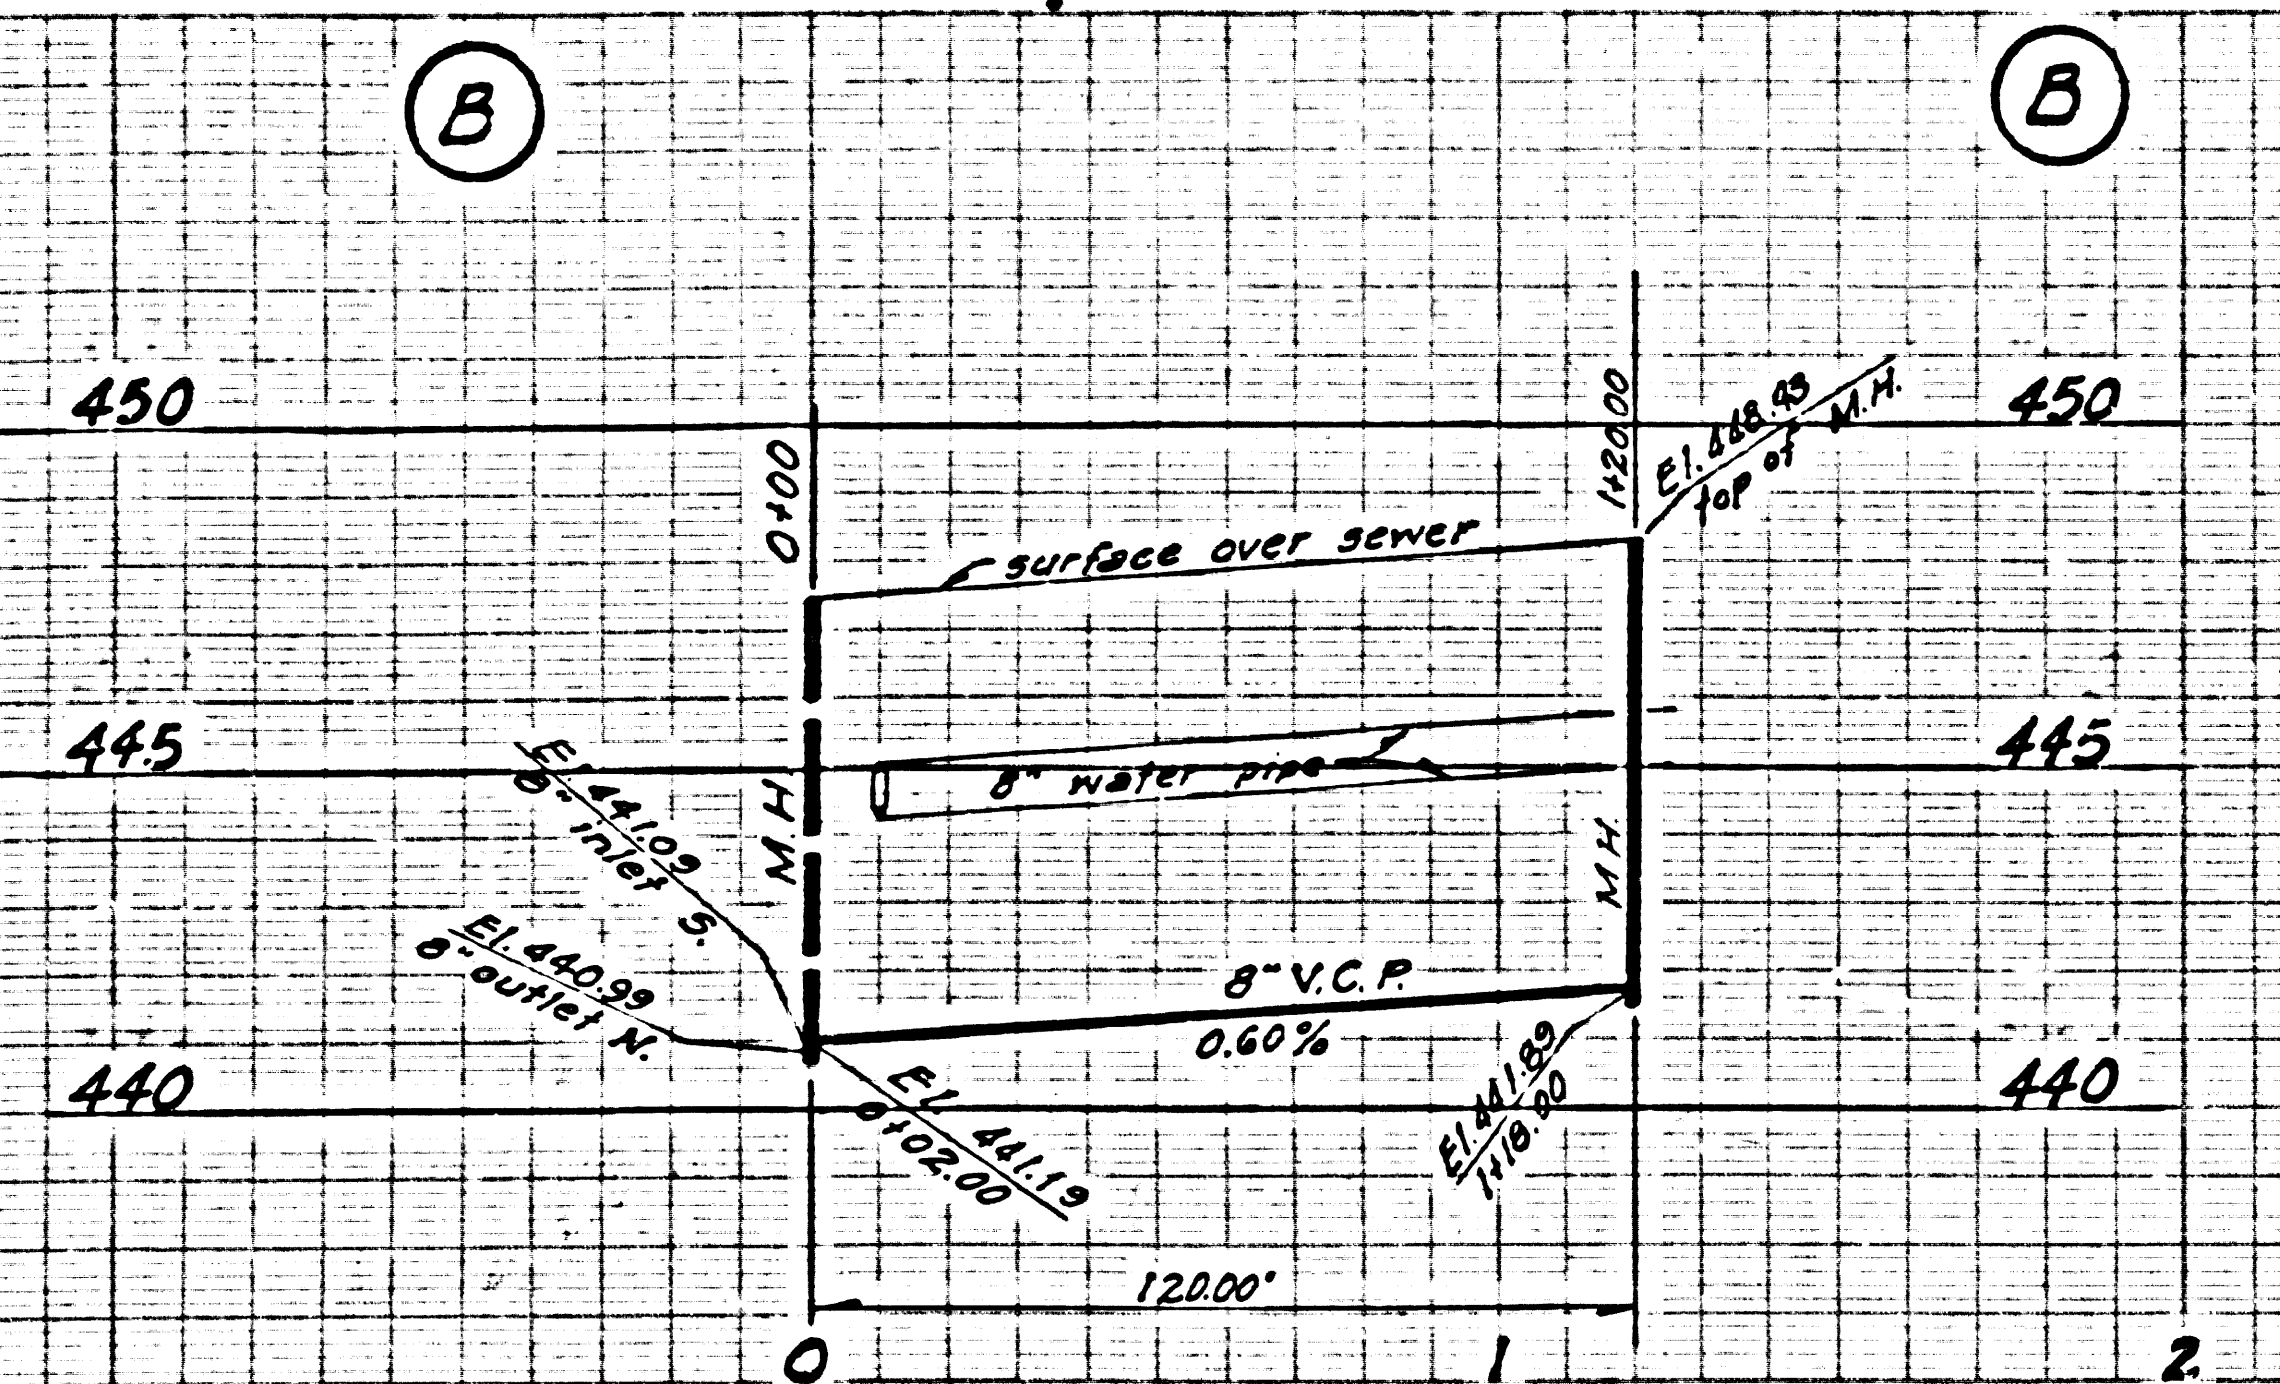 B
B
450
450
0+00
1+20.00
El. 448.43
top of M.H.
surface over sewer
445
445
8" water pipe
M.H.
M.H.
El. 441.09
8" inlet S.
El. 440.99
8" outlet N.
8" V.C.P.
0.60%
440
440
El. 441.19
0+02.00
El. 441.89
1+18.00
120.00'
0
1
2